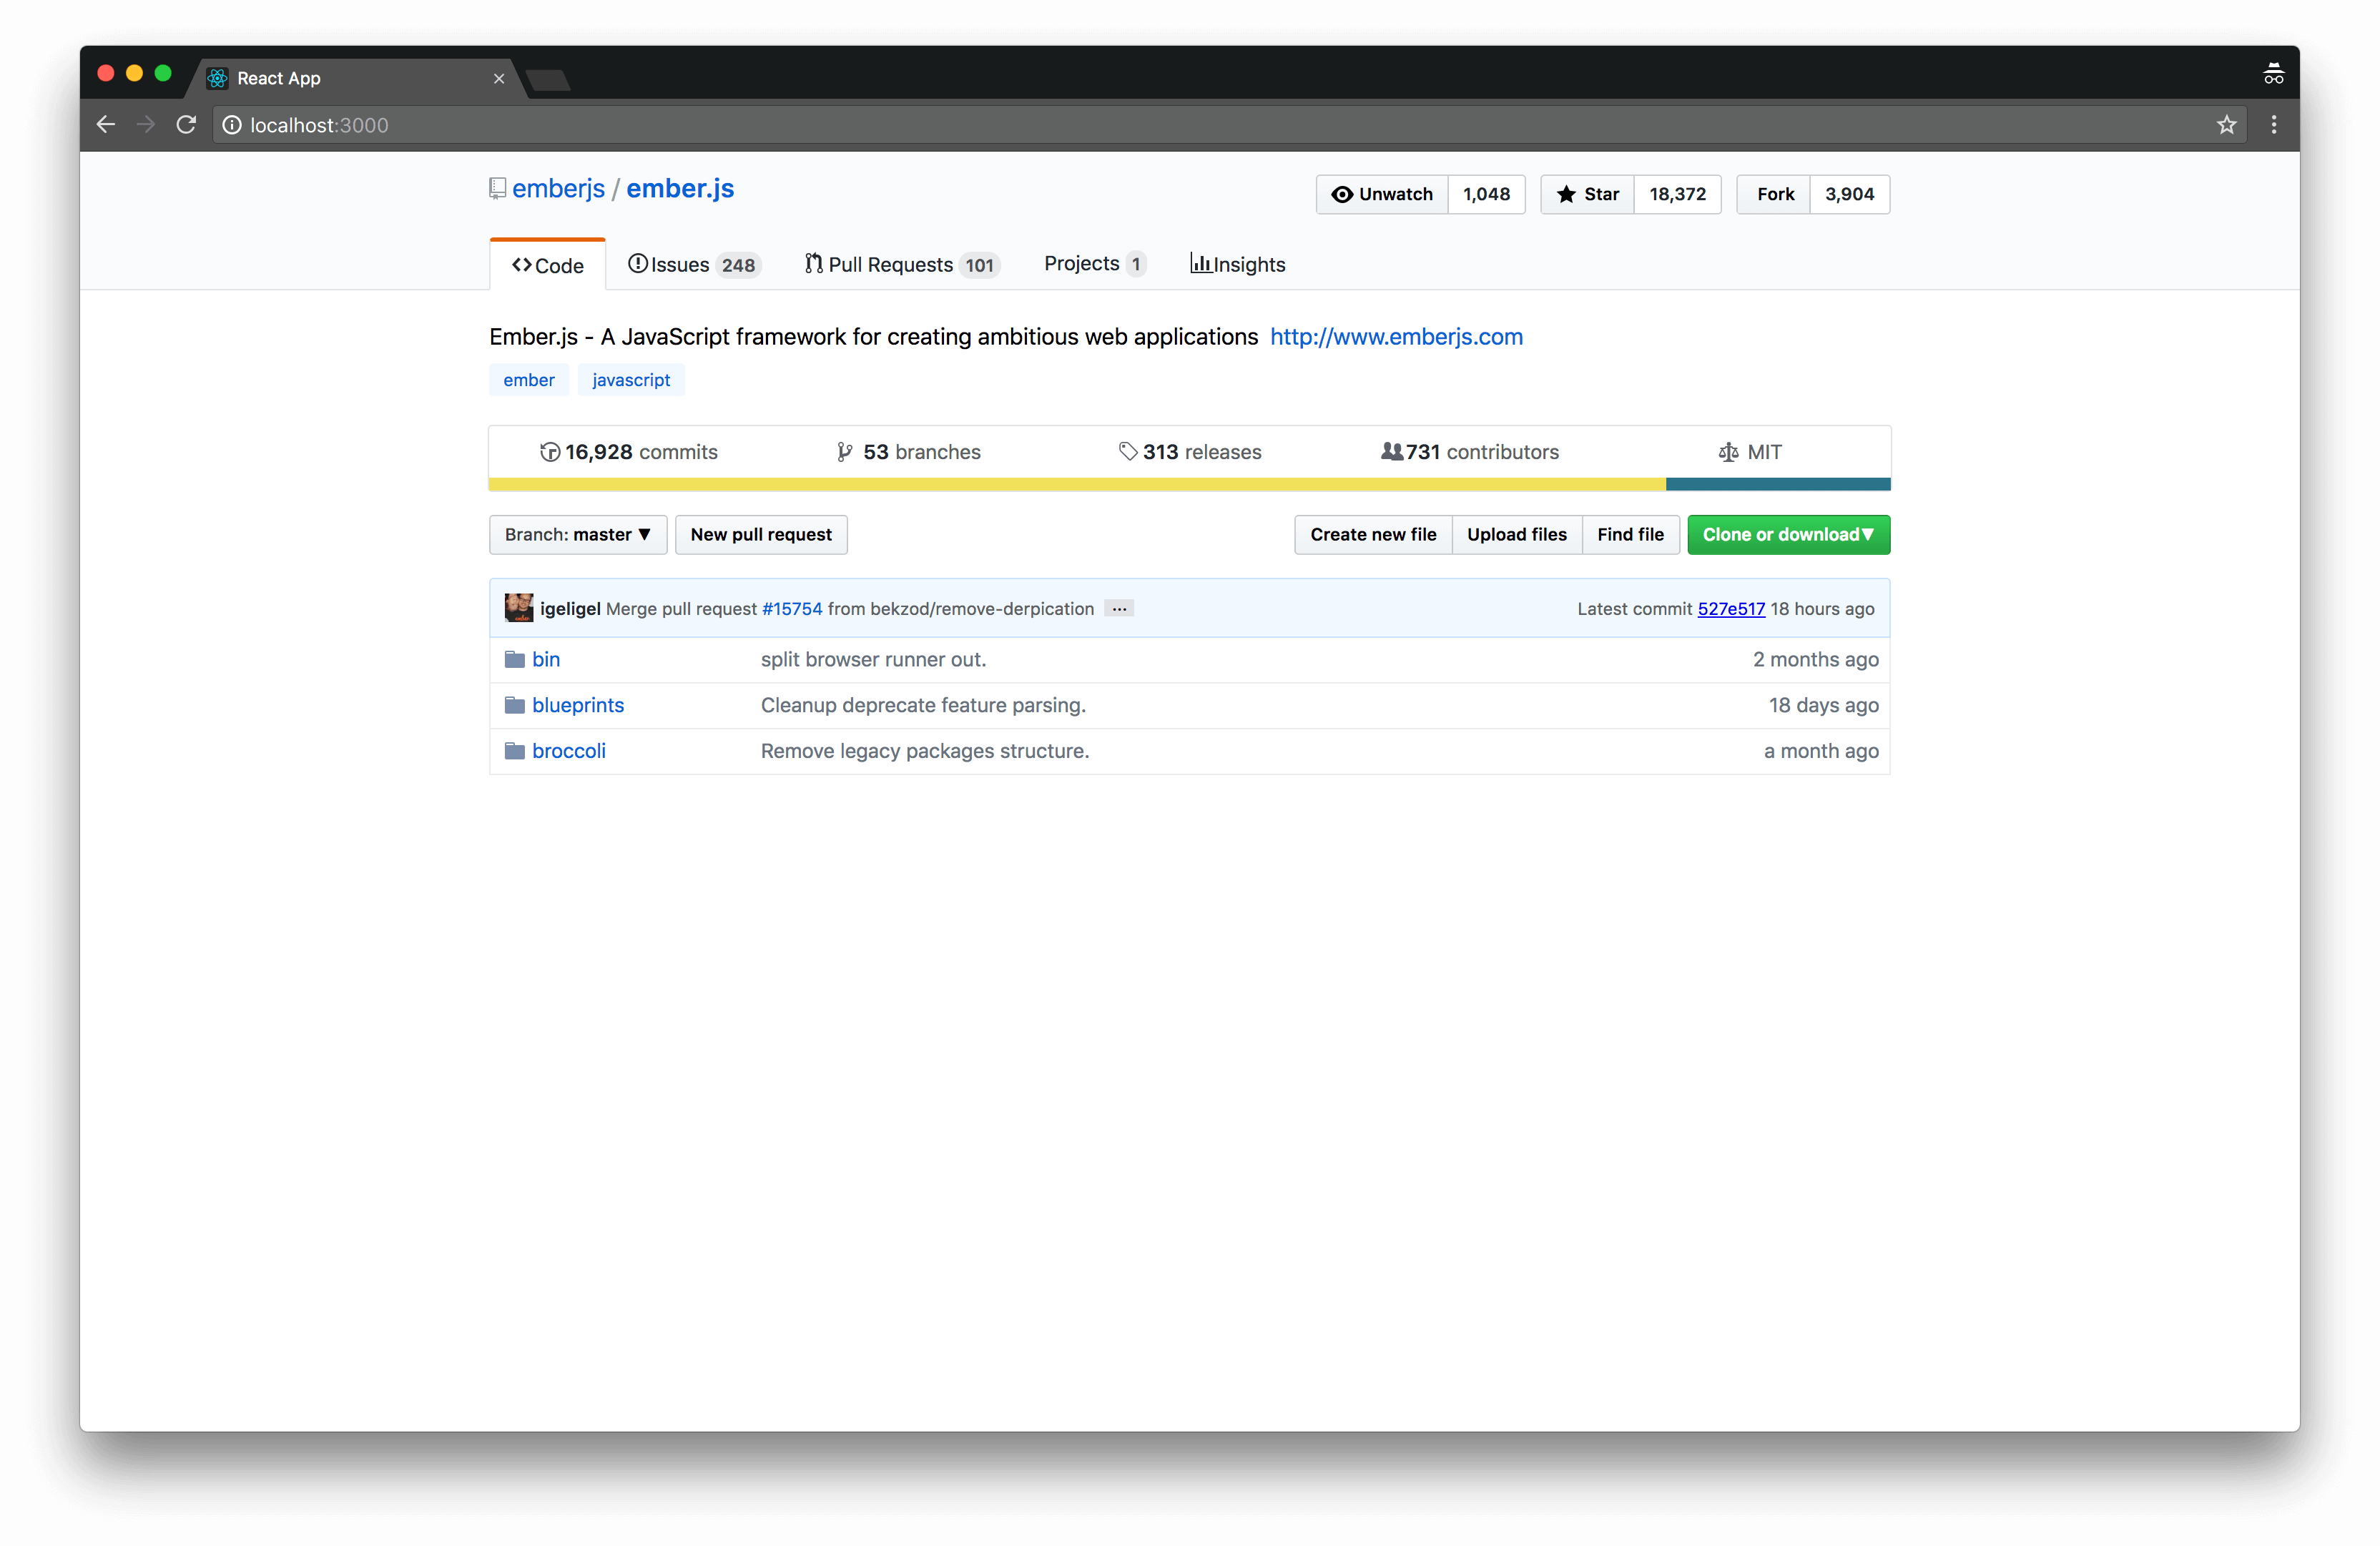 React App
localhost:3000
emberjs / ember.js
Unwatch 1,048 Star 18,372 Fork 3,904
Code Issues 248 Pull Requests 101 Projects 1 Insights
Ember.js - A JavaScript framework for creating ambitious web applications http://www.emberjs.com
ember javascript
16,928 commits 53 branches 313 releases 731 contributors MIT
Branch: master ▼ New pull request Create new file Upload files Find file Clone or download▼
igeligel Merge pull request #15754 from bekzod/remove-derpication ... Latest commit 527e517 18 hours ago
bin split browser runner out. 2 months ago
blueprints Cleanup deprecate feature parsing. 18 days ago
broccoli Remove legacy packages structure. a month ago